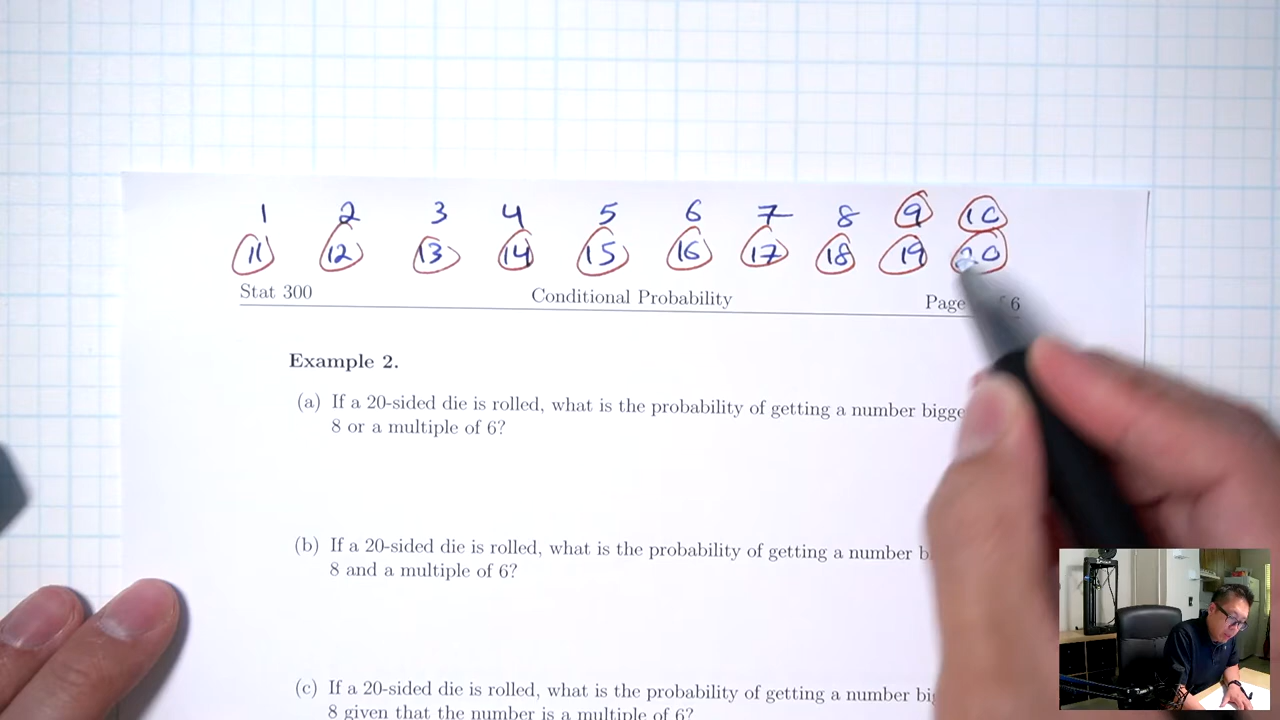 1 2 3 4 5 6 7 8 9 10
11 12 13 14 15 16 17 18 19 20
Stat 300 Conditional Probability Page 6
Example 2.
(a) If a 20-sided die is rolled, what is the probability of getting a number bigge
8 or a multiple of 6?
(b) If a 20-sided die is rolled, what is the probability of getting a number b
8 and a multiple of 6?
(c) If a 20-sided die is rolled, what is the probability of getting a number big
8 given that the number is a multiple of 6?